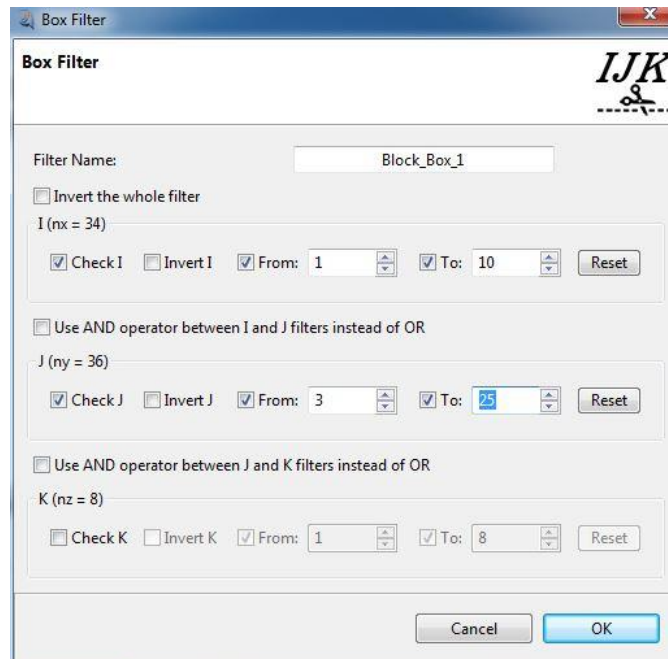 Box Filter
Box Filter
IJK
Filter Name: Block_Box_1
Invert the whole filter
I (nx = 34)
Check I Invert I From: 1 To: 10 Reset
Use AND operator between I and J filters instead of OR
J (ny = 36)
Check J Invert J From: 3 To: 25 Reset
Use AND operator between J and K filters instead of OR
K (nz = 8)
Check K Invert K From: 1 To: 8 Reset
Cancel OK